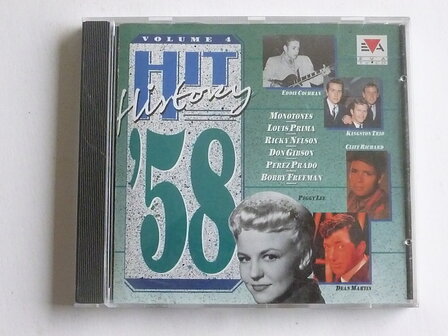 VOLUME 4
HIT
History
'58
EVA
EDDIE COCHRAN
KINGSTON TRIO
MONOTONES
LOUIS PRIMA
RICKY NELSON
DON GIBSON
PEREZ PRADO
BOBBY FREEMAN
CLIFF RICHARD
PEGGY LEE
DEAN MARTIN